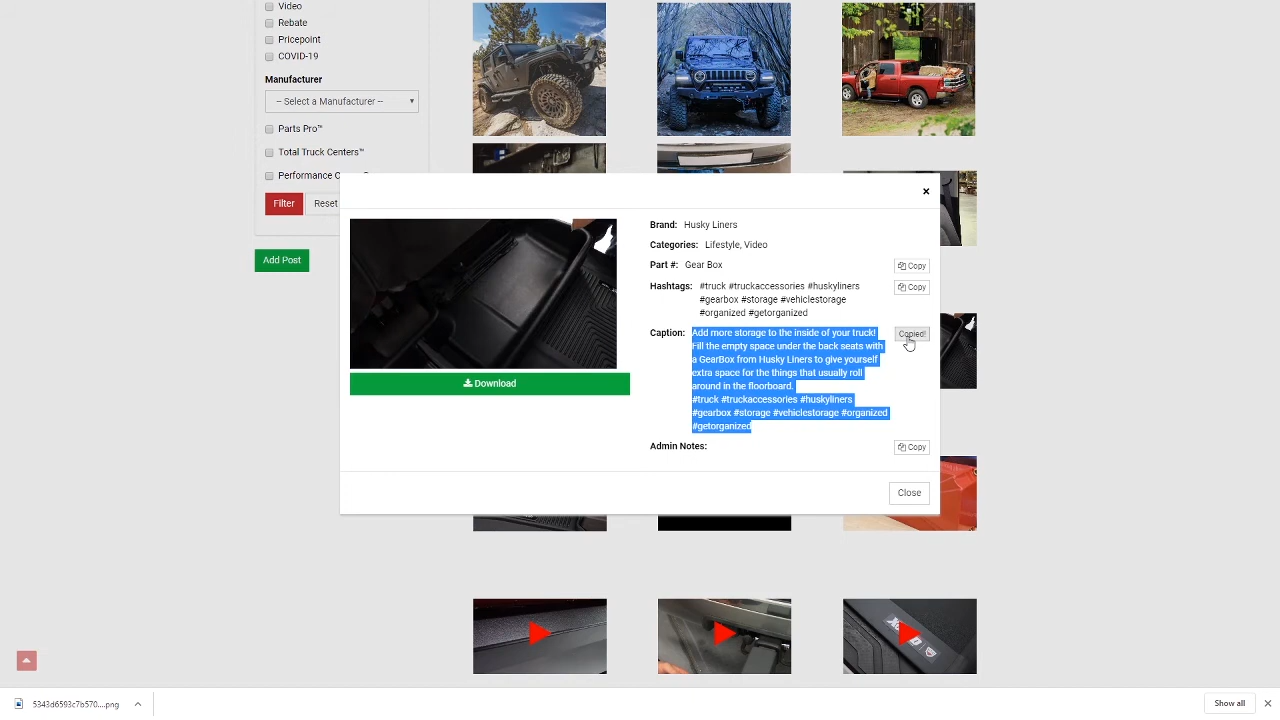 Video
Rebate
Pricepoint
COVID-19
Manufacturer
-- Select a Manufacturer --
Parts Pro™
Total Truck Centers™
Performance C
Filter
Reset
Add Post
×
Brand: Husky Liners
Categories: Lifestyle, Video
Part #: Gear Box
Copy
Hashtags: #truck #truckaccessories #huskyliners
Copy
#gearbox #storage #vehiclestorage
#organized #getorganized
Caption: Add more storage to the inside of your truck!
Copied!
Fill the empty space under the back seats with
a GearBox from Husky Liners to give yourself
extra space for the things that usually roll
around in the floorboard.
#truck #truckaccessories #huskyliners
#gearbox #storage #vehiclestorage #organized
#getorganized
Download
Admin Notes:
Copy
Close
5343d6593c7b570....png
Show all